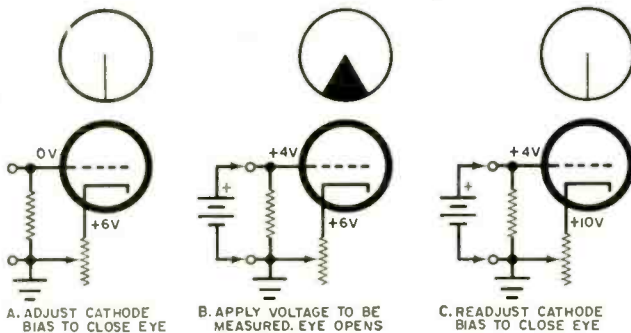 0V
+6V
A. ADJUST CATHODE
BIAS TO CLOSE EYE
+4V
+
+6V
B. APPLY VOLTAGE TO BE
MEASURED. EYE OPENS
+4V
+
+10V
C. READJUST CATHODE
BIAS TO CLOSE EYE